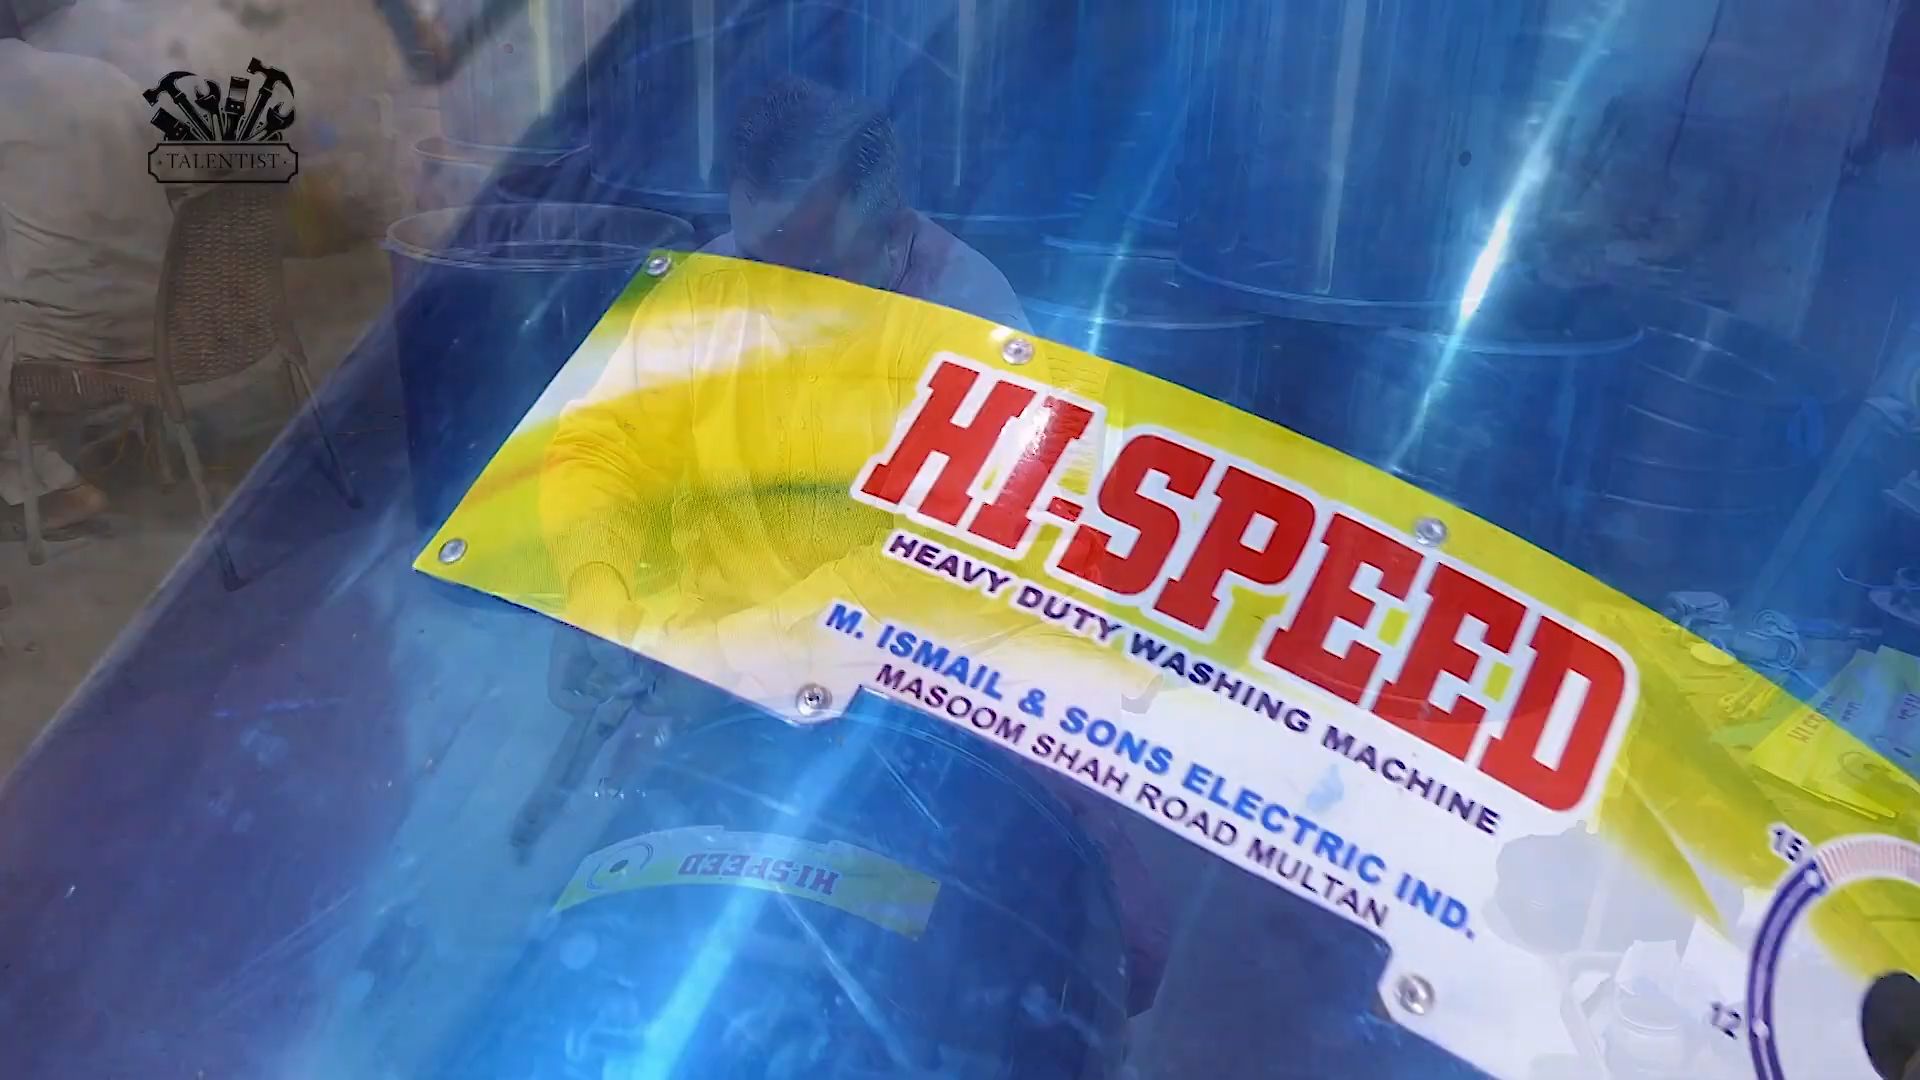 TALENTIST
HI-SPEED
HEAVY DUTY WASHING MACHINE
M. ISMAIL & SONS ELECTRIC IND.
MASOOM SHAH ROAD MULTAN
15
12
HI-SPEED